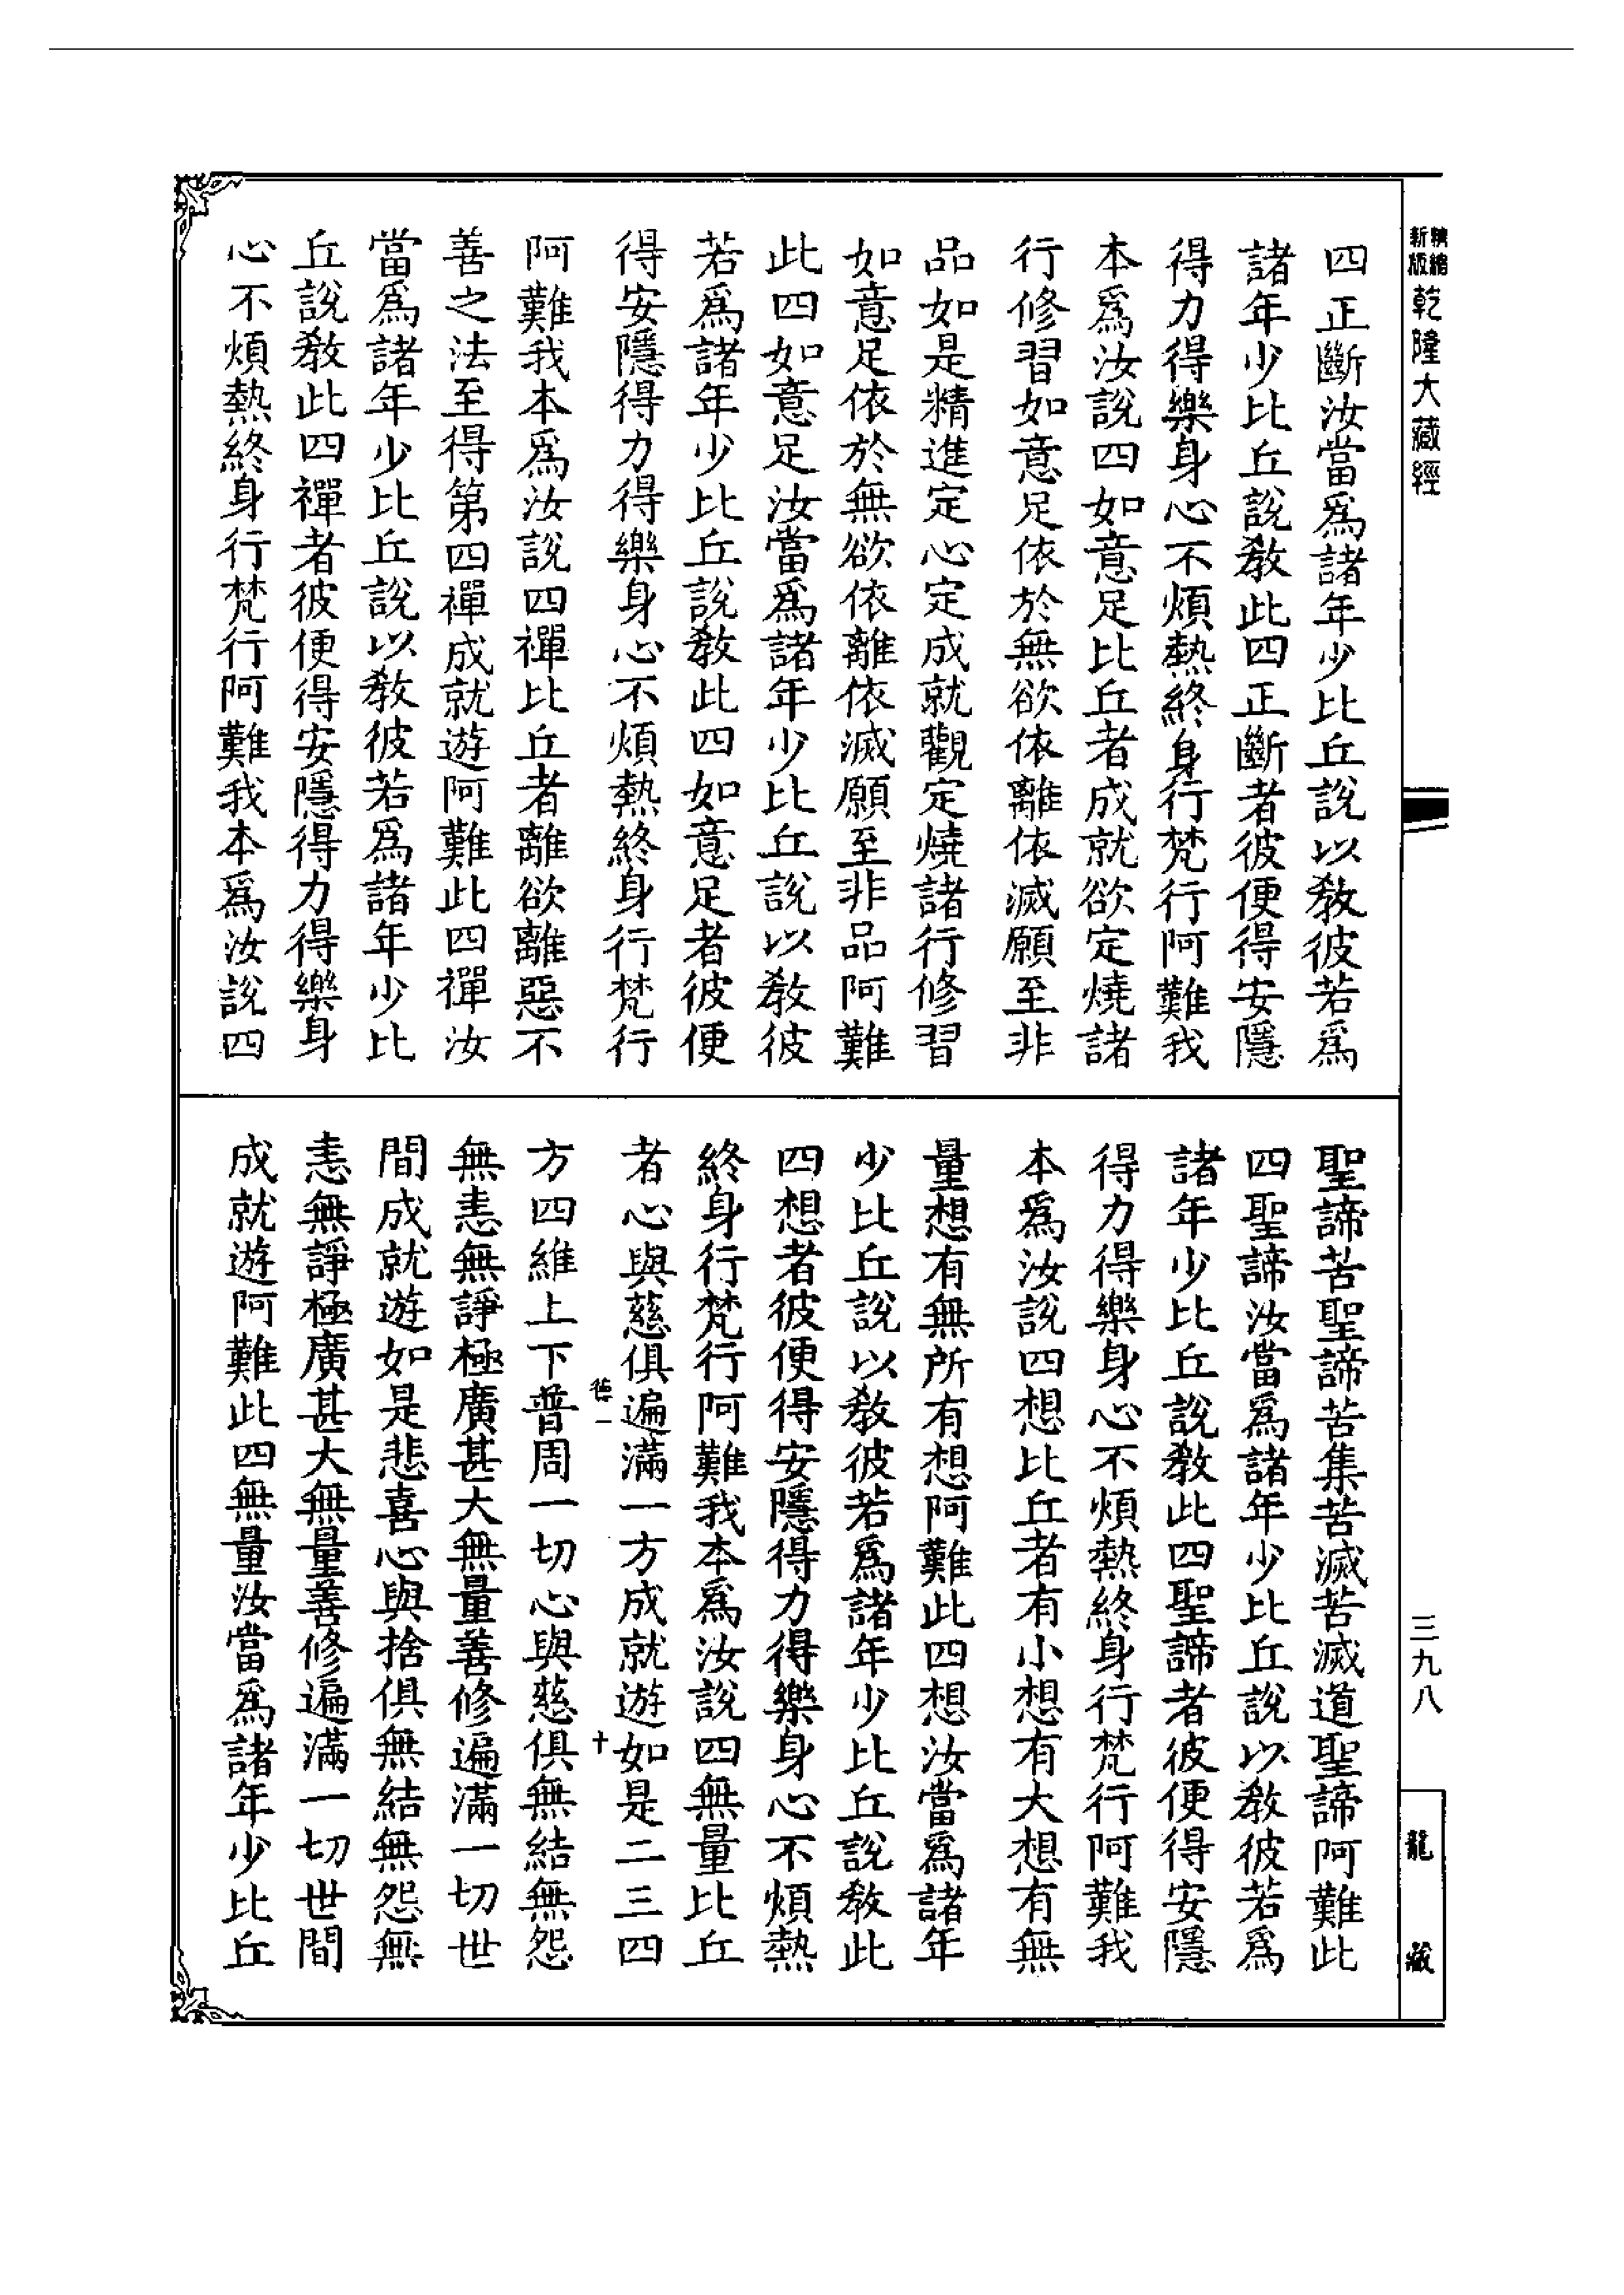 精縮新版乾隆大藏經
四正斷汝當爲諸年少比丘說以教彼若爲
諸年少比丘說教此四正斷者彼便得安隱
得力得樂身心不煩熱終身行梵行阿難我
本爲汝說四如意足比丘者成就欲定燒諸
行修習如意足依於無欲依離依滅願至非
品如是精進定心定成就觀定燒諸行修習
如意足依於無欲依離依滅願至非品阿難
此四如意足汝當爲諸年少比丘說以教彼
若爲諸年少比丘說教此四如意足者彼便
得安隱得力得樂身心不煩熱終身行梵行
阿難我本爲汝說四禪比丘者離欲離惡不
善之法至得第四禪成就遊阿難此四禪汝
當爲諸年少比丘說以教彼若爲諸年少比
丘說教此四禪者彼便得安隱得力得樂身
心不煩熱終身行梵行阿難我本爲汝說四
聖諦苦聖諦苦集苦滅苦滅道聖諦阿難此
四聖諦汝當爲諸年少比丘說以教彼若爲
諸年少比丘說教此四聖諦者彼便得安隱
得力得樂身心不煩熱終身行梵行阿難我
本爲汝說四想比丘者有小想有大想有無
量想有無所有想阿難此四想汝當爲諸年
少比丘說以教彼若爲諸年少比丘說教此
四想者彼便得安隱得力得樂身心不煩熱
終身行梵行阿難我本爲汝說四無量比丘
者心與慈俱遍滿一方成就遊如是二三四
一
十
方四維上下普周一切心與慈俱無結無怨
無恚無諍極廣甚大無量善修遍滿一切世
間成就遊如是悲喜心與捨俱無結無怨無
恚無諍極廣甚大無量善修遍滿一切世間
成就遊阿難此四無量汝當爲諸年少比丘
三九八
龍藏